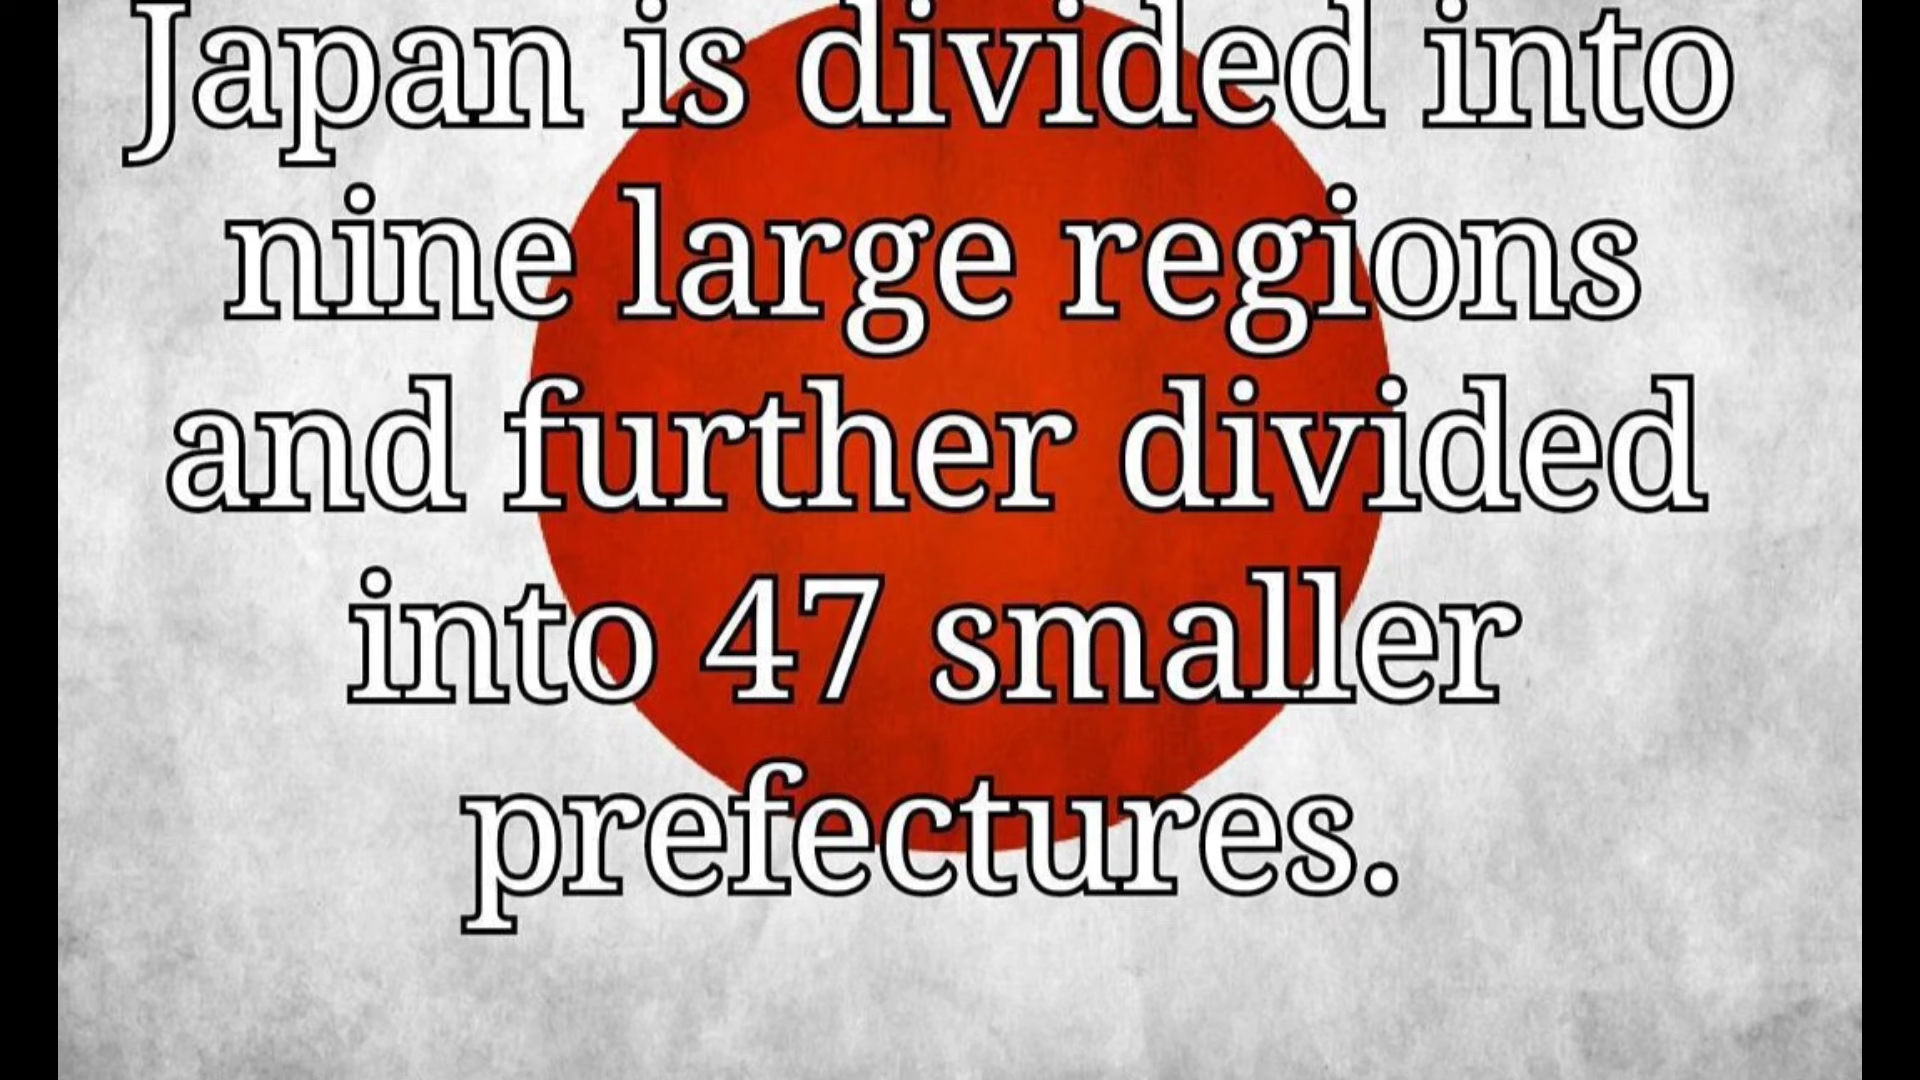 Japan is divided into
nine large regions
and further divided
into 47 smaller
prefectures.